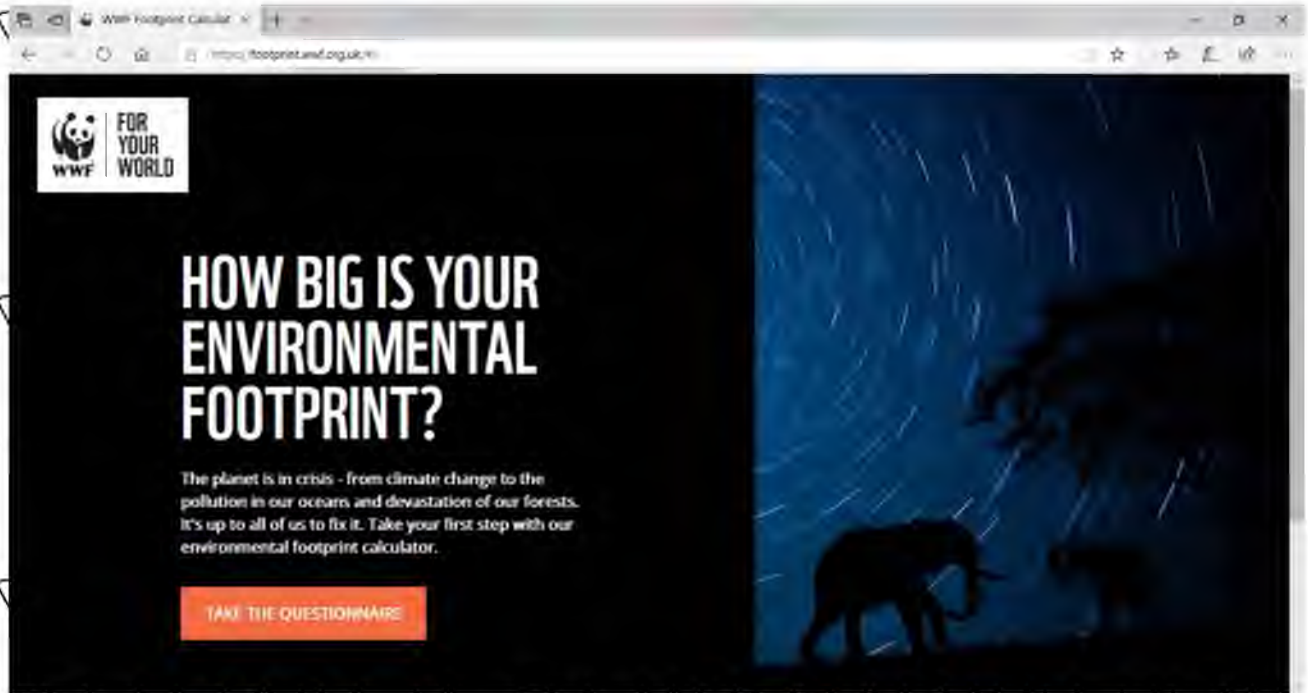 WWF Footprint Calculat
https://footprint.wwf.org.uk/#/
WWF
FOR
YOUR
WORLD
HOW BIG IS YOUR
ENVIRONMENTAL
FOOTPRINT?
The planet is in crisis - from climate change to the
pollution in our oceans and devastation of our forests.
It's up to all of us to fix it. Take your first step with our
environmental footprint calculator.
TAKE THE QUESTIONNAIRE